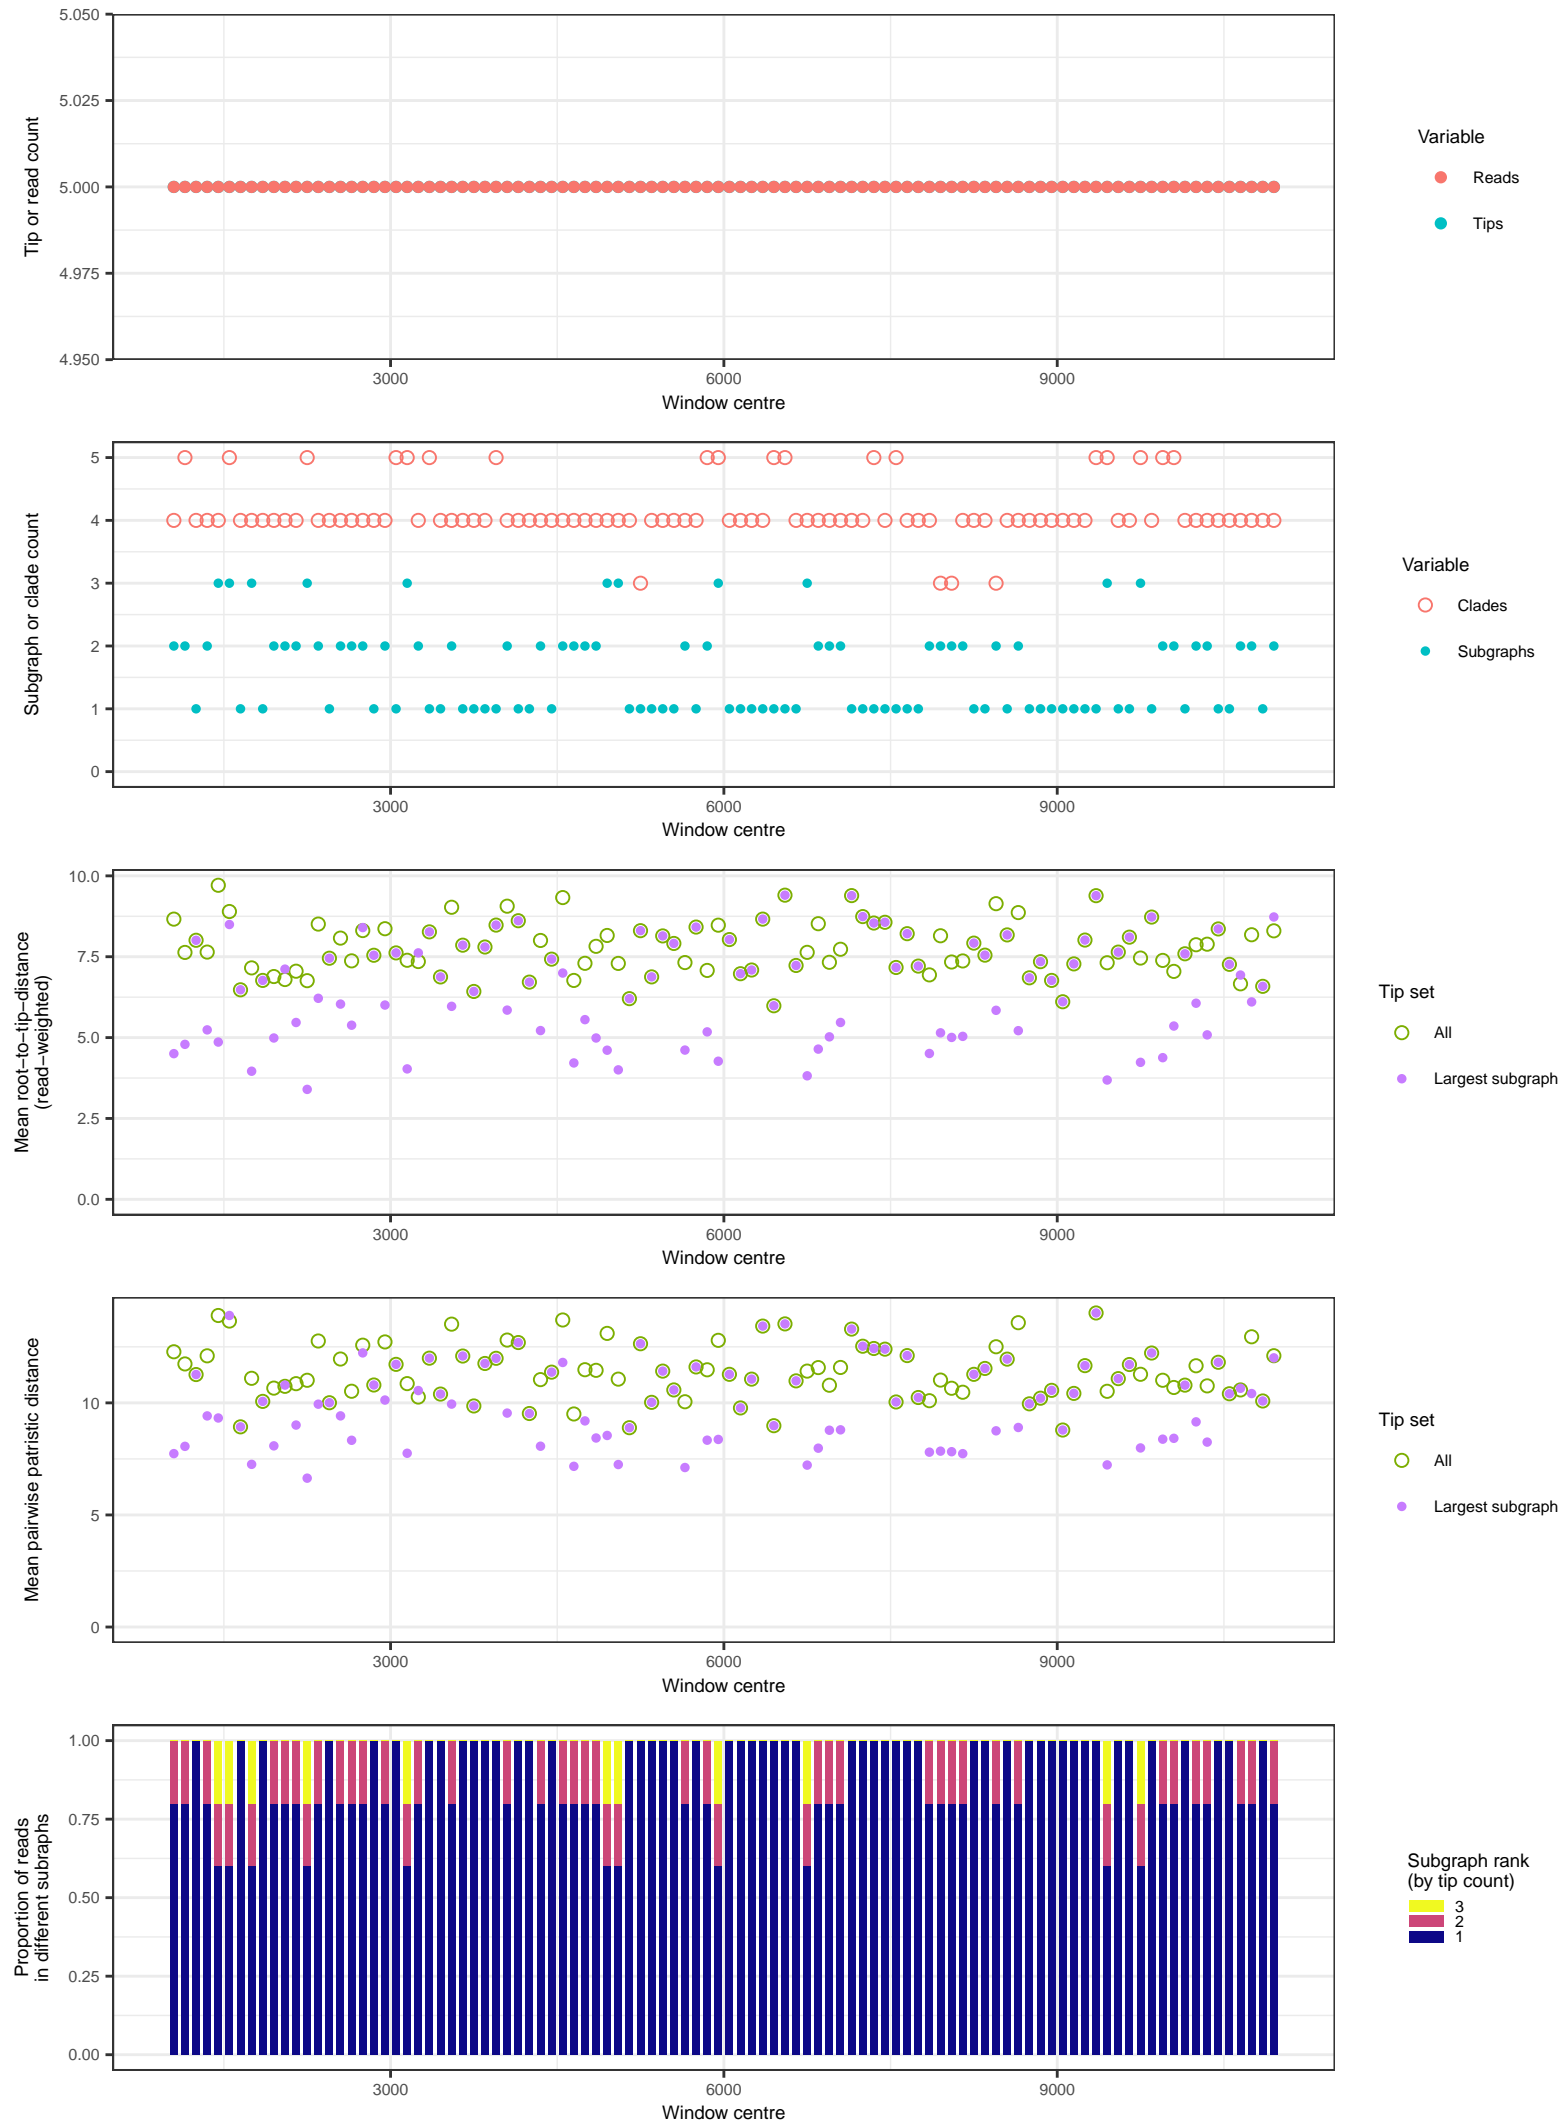 5.050
5.025
5.000
4.975
4.950
Tip or read count
3000 6000 9000
Window centre
Variable
Reads
Tips
5
4
3
2
1
0
Subgraph or clade count
3000 6000 9000
Window centre
Variable
Clades
Subgraphs
10.0
7.5
5.0
2.5
0.0
Mean root−to−tip−distance
(read−weighted)
3000 6000 9000
Window centre
Tip set
All
Largest subgraph
10
5
0
Mean pairwise patristic distance
3000 6000 9000
Window centre
Tip set
All
Largest subgraph
1.00
0.75
0.50
0.25
0.00
Proportion of reads
in different subraphs
3000 6000 9000
Window centre
Subgraph rank
(by tip count)
3
2
1